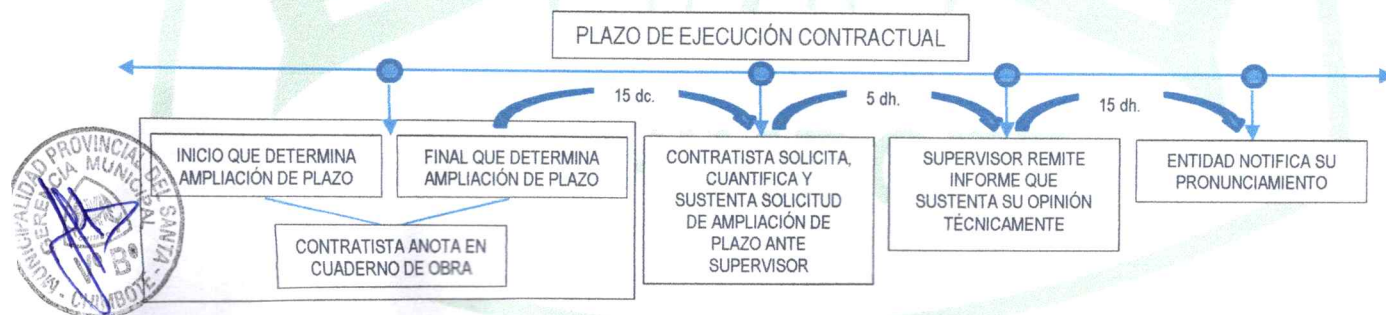 PLAZO DE EJECUCIÓN CONTRACTUAL
15 dc.
5 dh.
15 dh.
INICIO QUE DETERMINA
AMPLIACIÓN DE PLAZO
FINAL QUE DETERMINA
AMPLIACIÓN DE PLAZO
CONTRATISTA ANOTA EN
CUADERNO DE OBRA
CONTRATISTA SOLICITA,
CUANTIFICA Y
SUSTENTA SOLICITUD
DE AMPLIACIÓN DE
PLAZO ANTE
SUPERVISOR
SUPERVISOR REMITE
INFORME QUE
SUSTENTA SU OPINIÓN
TÉCNICAMENTE
ENTIDAD NOTIFICA SU
PRONUNCIAMIENTO
MUNICIPALIDAD PROVINCIAL DEL SANTA - CHIMBOTE
GERENCIA MUNICIPAL
V°B°